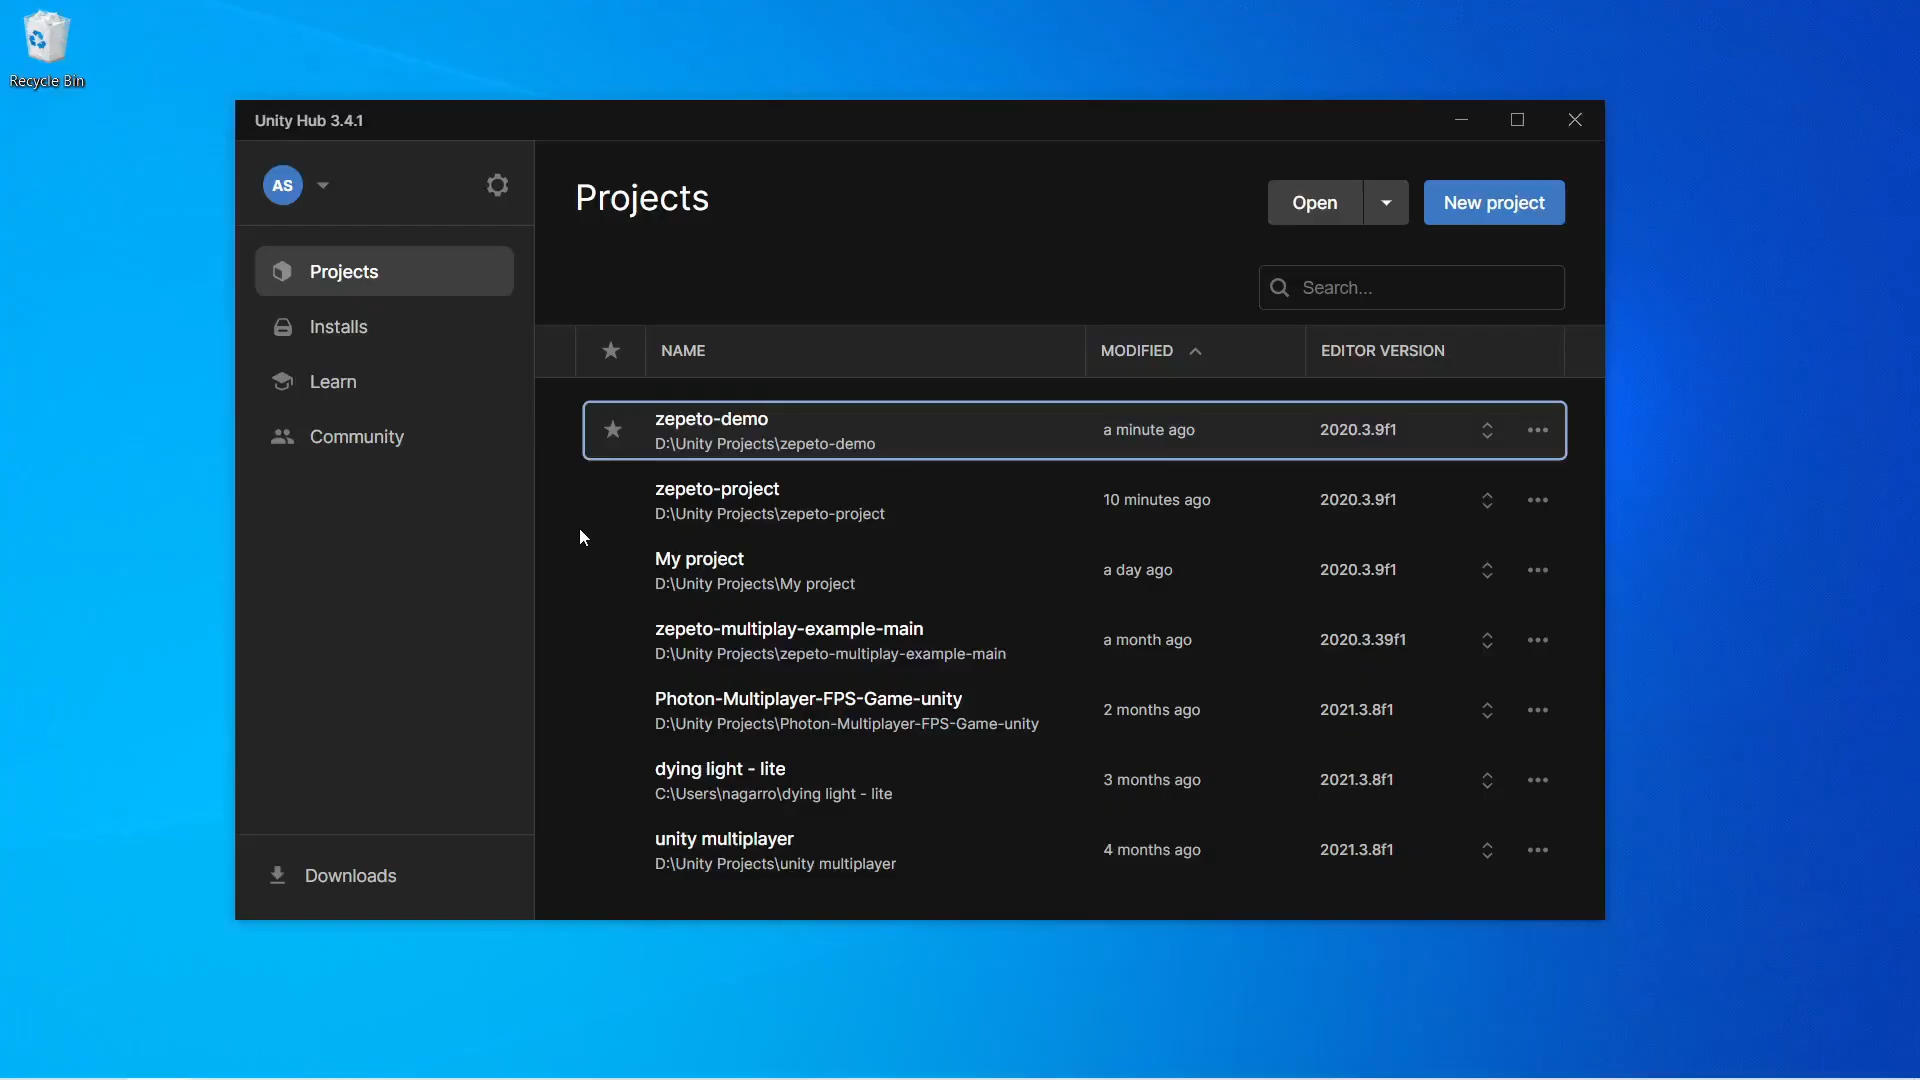 Recycle Bin
Unity Hub 3.4.1
AS
Projects
Installs
Learn
Community
Downloads
Projects
Open
New project
Search...
NAME MODIFIED EDITOR VERSION
zepeto-demo
D:\Unity Projects\zepeto-demo
a minute ago
2020.3.9f1
zepeto-project
D:\Unity Projects\zepeto-project
10 minutes ago
2020.3.9f1
My project
D:\Unity Projects\My project
a day ago
2020.3.9f1
zepeto-multiplay-example-main
D:\Unity Projects\zepeto-multiplay-example-main
a month ago
2020.3.39f1
Photon-Multiplayer-FPS-Game-unity
D:\Unity Projects\Photon-Multiplayer-FPS-Game-unity
2 months ago
2021.3.8f1
dying light - lite
C:\Users\nagarro\dying light - lite
3 months ago
2021.3.8f1
unity multiplayer
D:\Unity Projects\unity multiplayer
4 months ago
2021.3.8f1